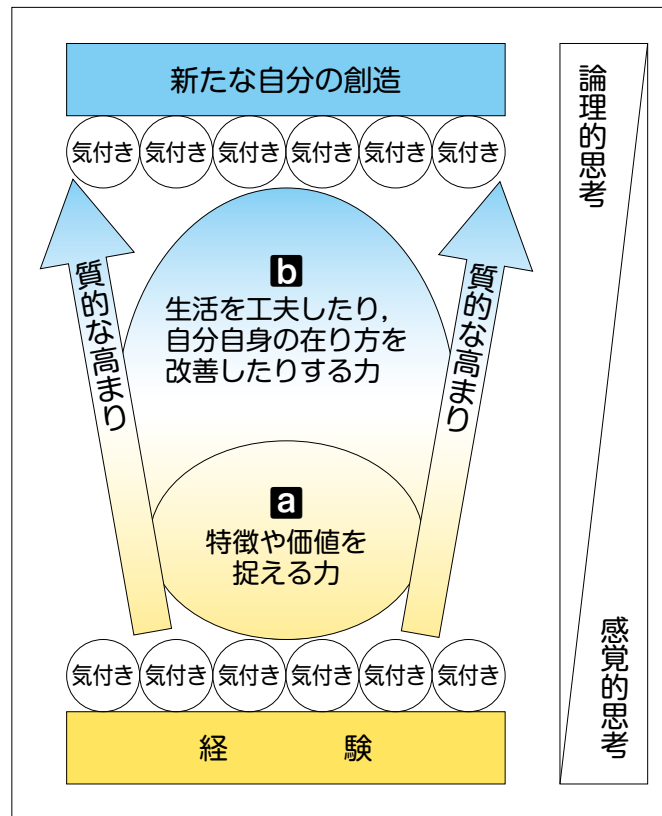 新たな自分の創造
気付き 気付き 気付き 気付き 気付き 気付き
質的な高まり
b
生活を工夫したり,
自分自身の在り方を
改善したりする力
質的な高まり
a
特徴や価値を
捉える力
気付き 気付き 気付き 気付き 気付き 気付き
経 験
論理的思考
感覚的思考